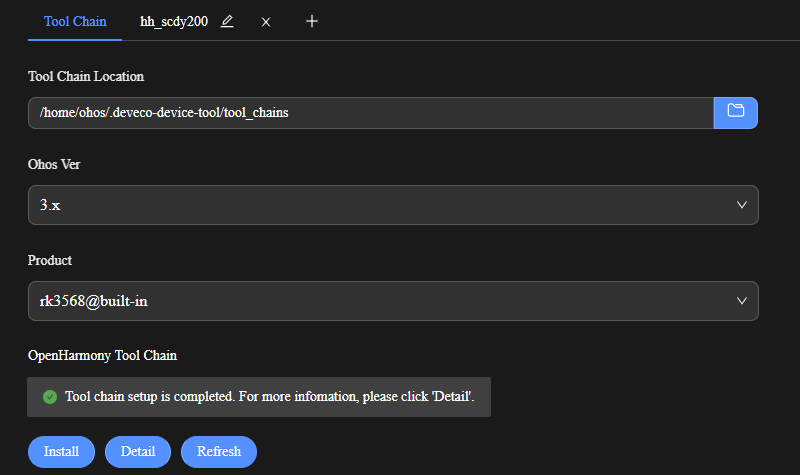 Tool Chain hh_scdy200
Tool Chain Location
/home/ohos/.deveco-device-tool/tool_chains
Ohos Ver
3.x
Product
rk3568@built-in
OpenHarmony Tool Chain
Tool chain setup is completed. For more infomation, please click 'Detail'.
Install Detail Refresh